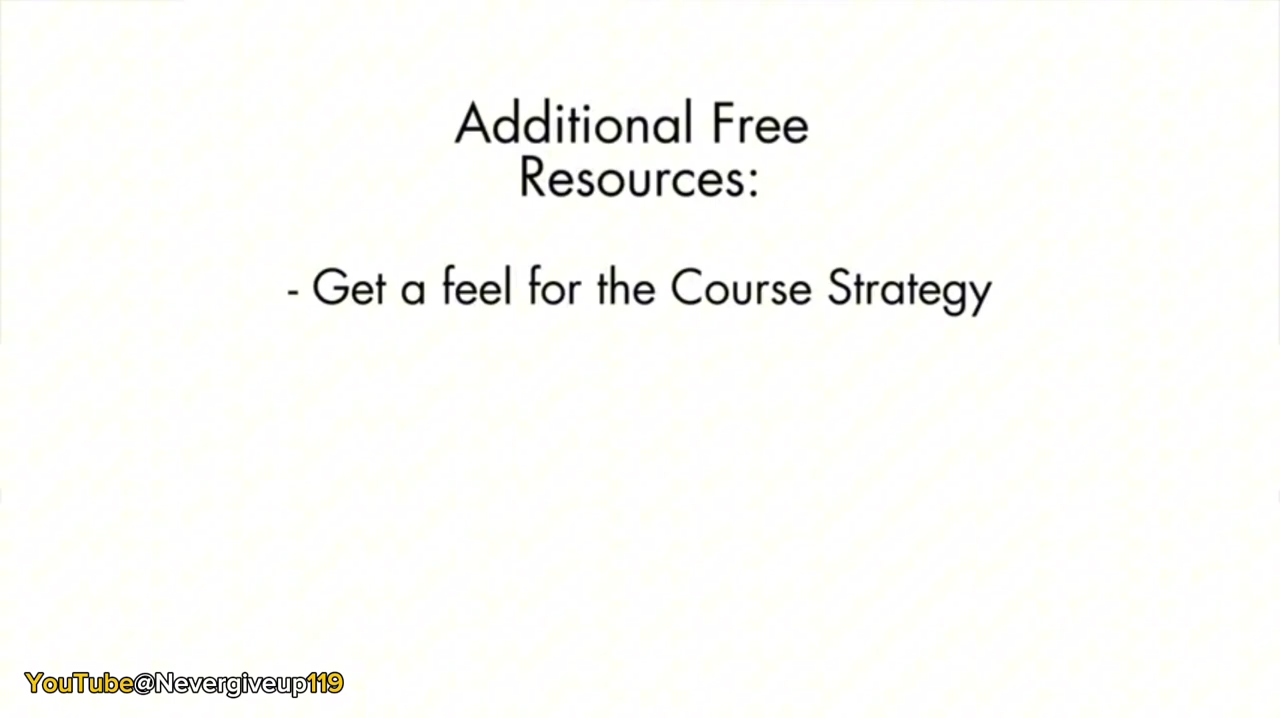 Additional Free
Resources:
- Get a feel for the Course Strategy
YouTube@Nevergiveup119